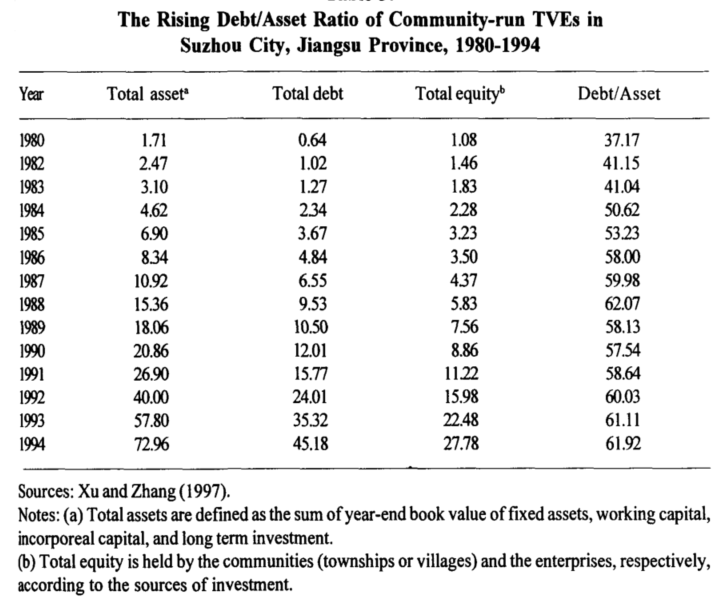 The Rising Debt/Asset Ratio of Community-run TVEs in
Suzhou City, Jiangsu Province, 1980-1994
Year Total asset^a Total debt Total equity^b Debt/Asset
1980 1.71 0.64 1.08 37.17
1982 2.47 1.02 1.46 41.15
1983 3.10 1.27 1.83 41.04
1984 4.62 2.34 2.28 50.62
1985 6.90 3.67 3.23 53.23
1986 8.34 4.84 3.50 58.00
1987 10.92 6.55 4.37 59.98
1988 15.36 9.53 5.83 62.07
1989 18.06 10.50 7.56 58.13
1990 20.86 12.01 8.86 57.54
1991 26.90 15.77 11.22 58.64
1992 40.00 24.01 15.98 60.03
1993 57.80 35.32 22.48 61.11
1994 72.96 45.18 27.78 61.92
Sources: Xu and Zhang (1997).
Notes: (a) Total assets are defined as the sum of year-end book value of fixed assets, working capital,
incorporeal capital, and long term investment.
(b) Total equity is held by the communities (townships or villages) and the enterprises, respectively,
according to the sources of investment.